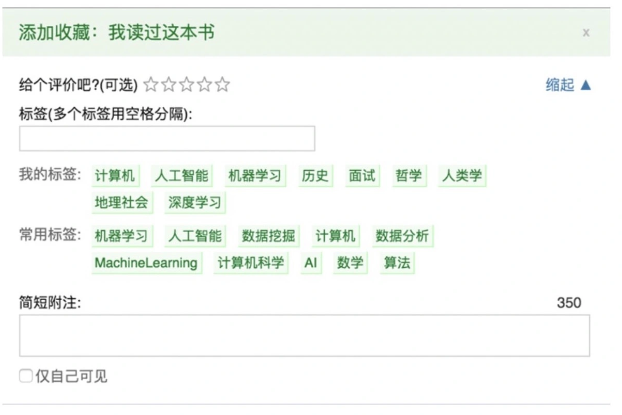 添加收藏：我读过这本书 x
给个评价吧?(可选) ☆☆☆☆☆ 缩起 ▲
标签(多个标签用空格分隔):
我的标签: 计算机 人工智能 机器学习 历史 面试 哲学 人类学
地理社会 深度学习
常用标签: 机器学习 人工智能 数据挖掘 计算机 数据分析
MachineLearning 计算机科学 AI 数学 算法
简短附注: 350
仅自己可见